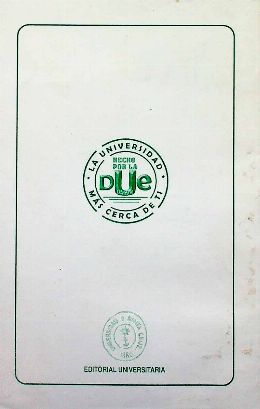 LA UNIVERSIDAD
HECHO
POR LA
DUe
MÁS CERCA DE TI
EDITORIAL UNIVERSITARIA